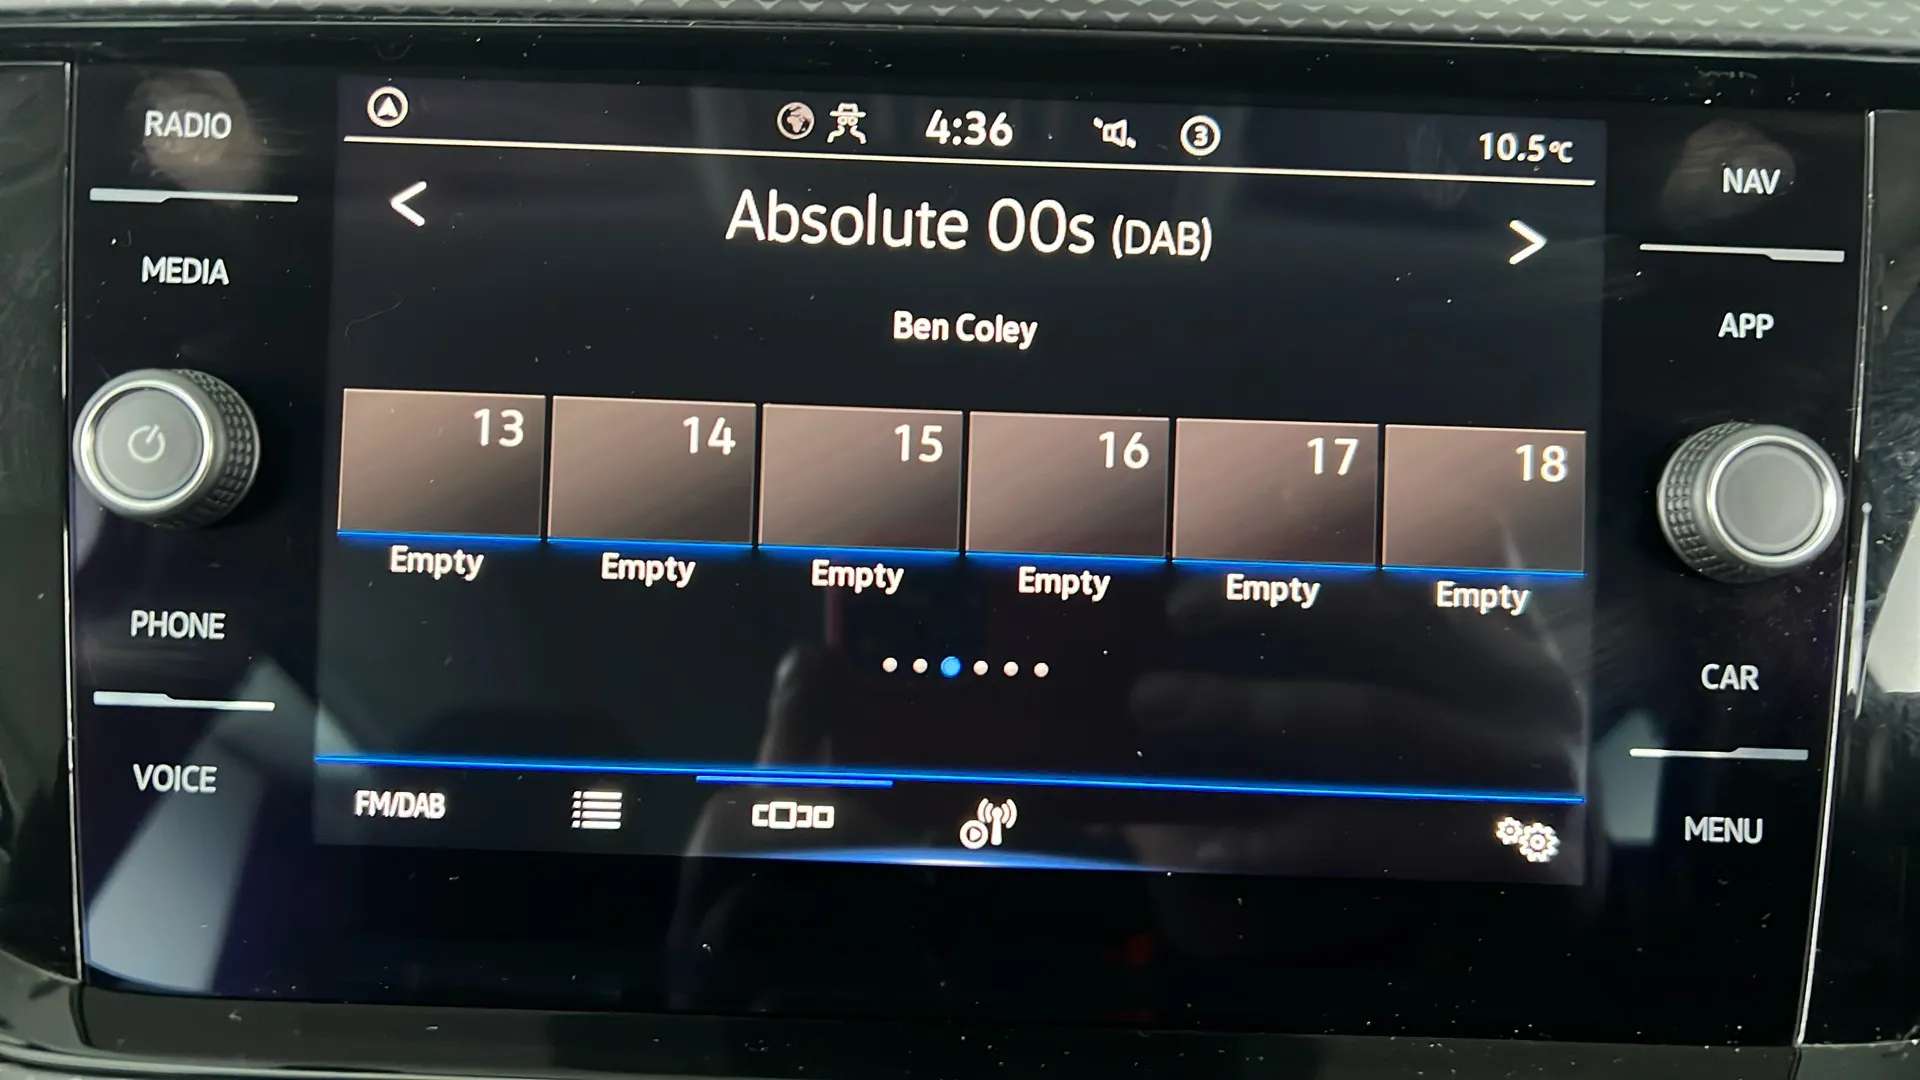 RADIO
MEDIA
PHONE
VOICE
4:36
3
10.5°C
< Absolute 00s (DAB) >
Ben Coley
13 14 15 16 17 18
Empty Empty Empty Empty Empty Empty
FM/DAB
NAV
APP
CAR
MENU